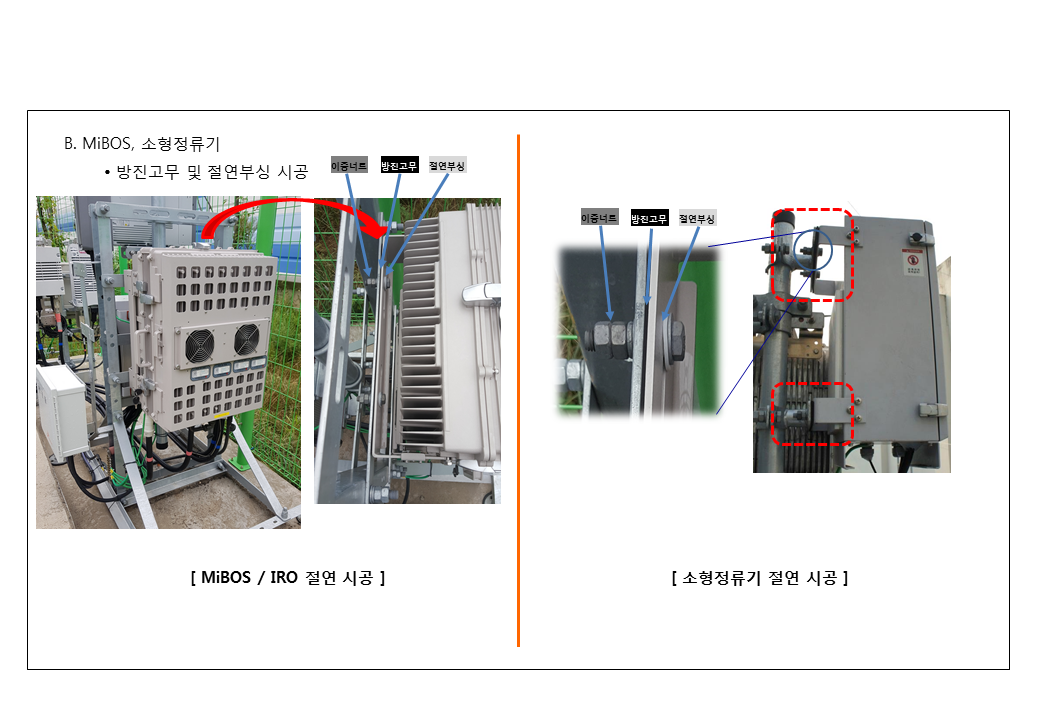 B. MiBOS, 소형정류기
• 방진고무 및 절연부싱 시공
이중너트 방진고무 절연부싱
이중너트 방진고무 절연부싱
[ MiBOS / IRO 절연 시공 ]
[ 소형정류기 절연 시공 ]